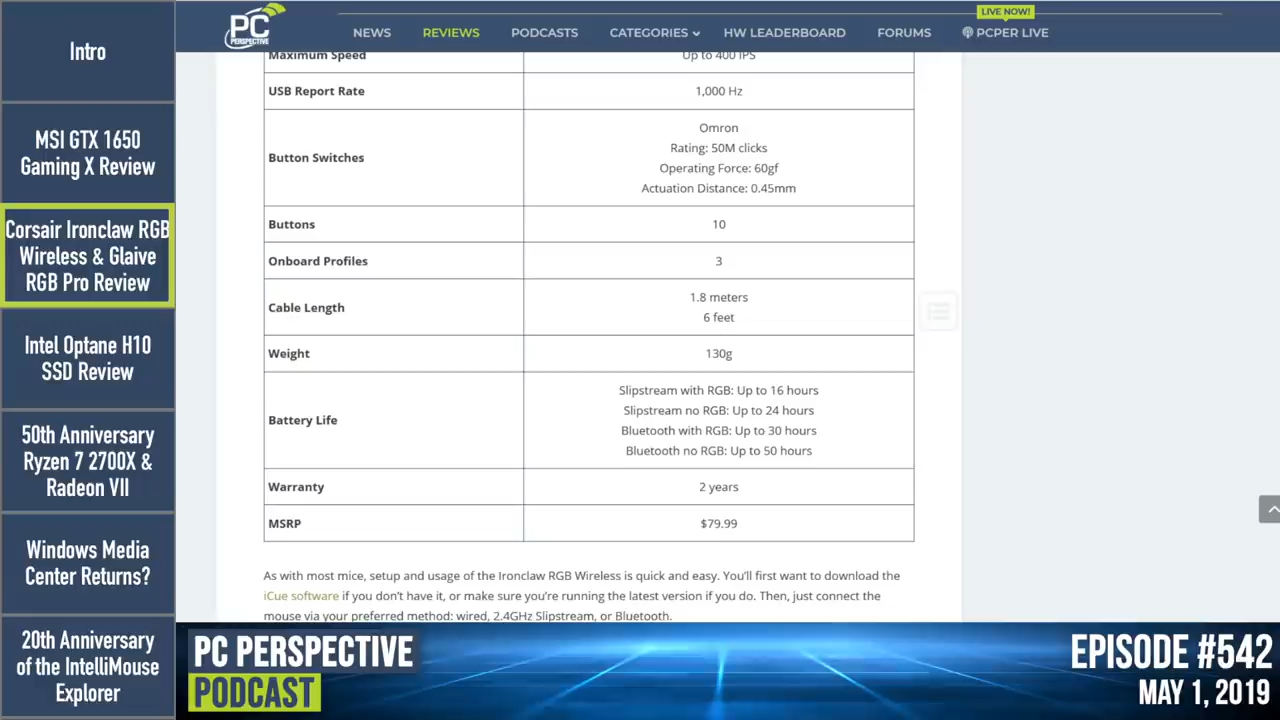 Intro
MSI GTX 1650
Gaming X Review
Corsair Ironclaw RGB
Wireless & Glaive
RGB Pro Review
Intel Optane H10
SSD Review
50th Anniversary
Ryzen 7 2700X &
Radeon VII
Windows Media
Center Returns?
20th Anniversary
of the IntelliMouse
Explorer
PC
PERSPECTIVE
LIVE NOW!
NEWS REVIEWS PODCASTS CATEGORIES HW LEADERBOARD FORUMS PCPER LIVE
Maximum Speed Up to 400 IPS
USB Report Rate 1,000 Hz
Button Switches
Omron
Rating: 50M clicks
Operating Force: 60gf
Actuation Distance: 0.45mm
Buttons 10
Onboard Profiles 3
Cable Length
1.8 meters
6 feet
Weight 130g
Battery Life
Slipstream with RGB: Up to 16 hours
Slipstream no RGB: Up to 24 hours
Bluetooth with RGB: Up to 30 hours
Bluetooth no RGB: Up to 50 hours
Warranty 2 years
MSRP $79.99
As with most mice, setup and usage of the Ironclaw RGB Wireless is quick and easy. You'll first want to download the
iCue software if you don't have it, or make sure you're running the latest version if you do. Then, just connect the
mouse via your preferred method: wired, 2.4GHz Slipstream, or Bluetooth.
PC PERSPECTIVE
PODCAST
EPISODE #542
MAY 1, 2019